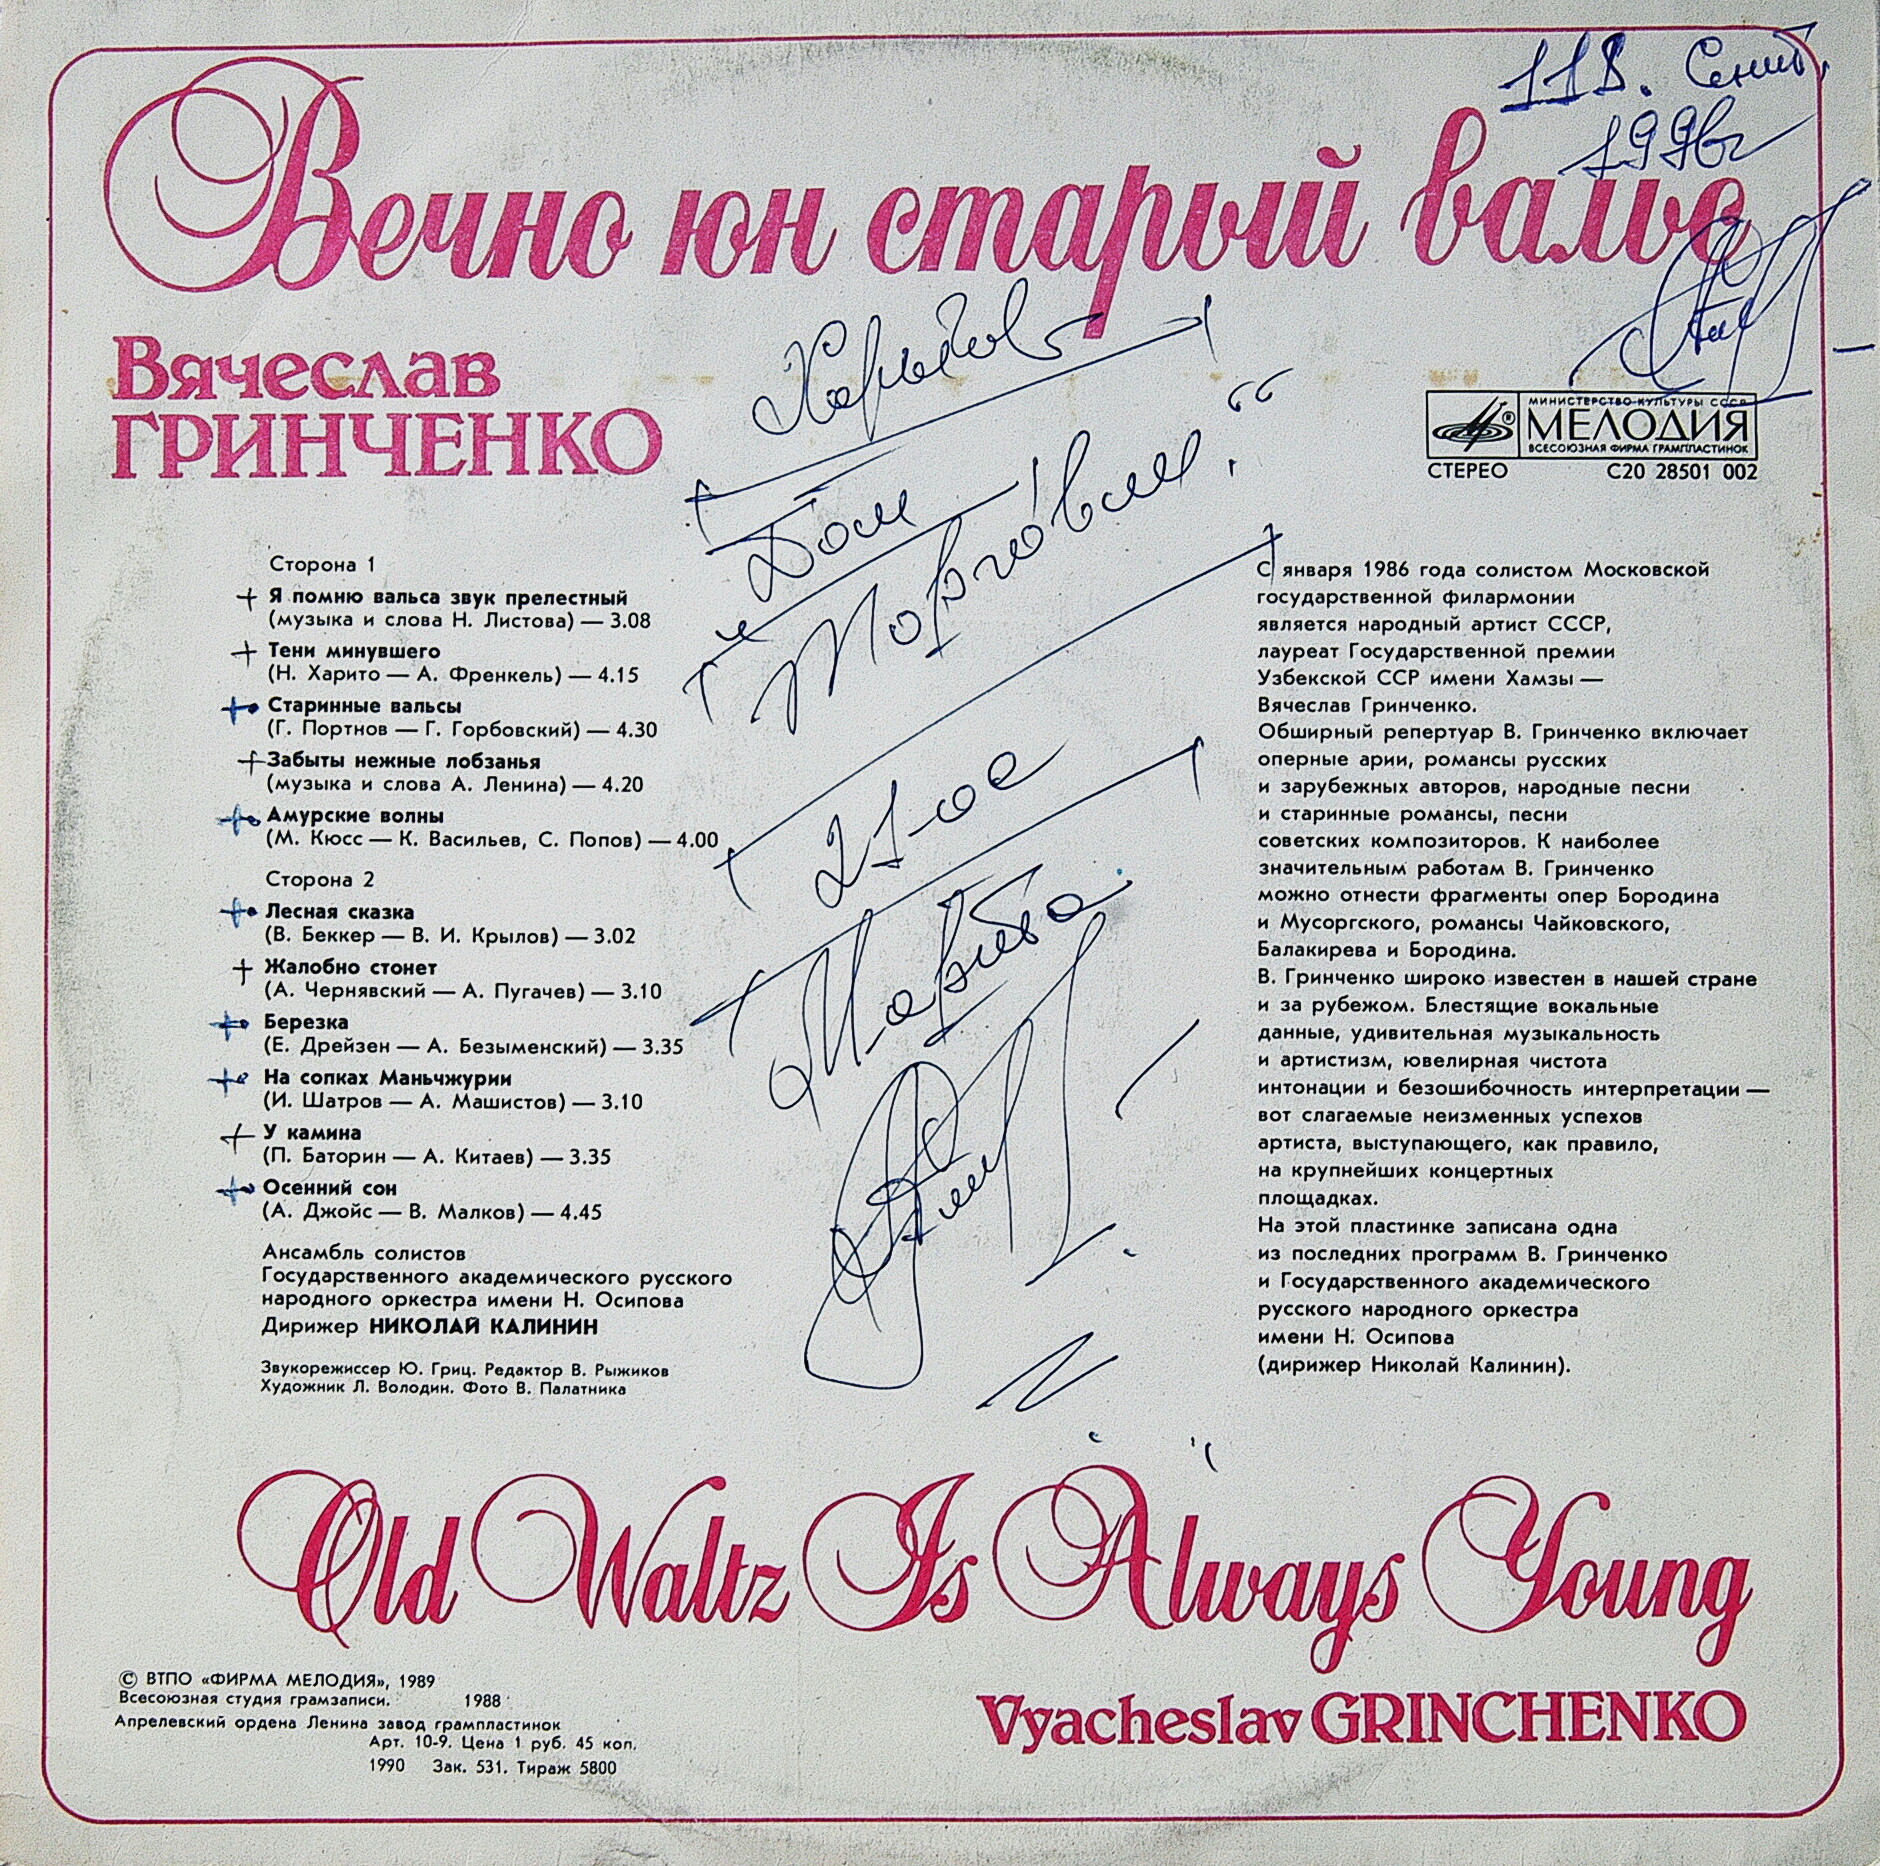 Вечно юн старый вальс
Вячеслав
ГРИНЧЕНКО
МИНИСТЕРСТВО КУЛЬТУРЫ СССР
МЕЛОДИЯ
ВСЕСОЮЗНАЯ ФИРМА ГРАМПЛАСТИНОК
СТЕРЕО С20 28501 002
Харьков
Дом
Торговли."
21-ое
Марта
Сторона 1
Я помню вальса звук прелестный
(музыка и слова Н. Листова) — 3.08
Тени минувшего
(Н. Харито — А. Френкель) — 4.15
Старинные вальсы
(Г. Портнов — Г. Горбовский) — 4.30
Забыты нежные лобзанья
(музыка и слова А. Ленина) — 4.20
Амурские волны
(М. Кюсс — К. Васильев, С. Попов) — 4.00
Сторона 2
Лесная сказка
(В. Беккер — В. И. Крылов) — 3.02
Жалобно стонет
(А. Чернявский — А. Пугачев) — 3.10
Березка
(Е. Дрейзен — А. Безыменский) — 3.35
На сопках Маньчжурии
(И. Шатров — А. Машистов) — 3.10
У камина
(П. Баторин — А. Китаев) — 3.35
Осенний сон
(А. Джойс — В. Малков) — 4.45
Ансамбль солистов
Государственного академического русского
народного оркестра имени Н. Осипова
Дирижер НИКОЛАЙ КАЛИНИН
Звукорежиссер Ю. Гриц. Редактор В. Рыжиков
Художник Л. Володин. Фото В. Палатника
С января 1986 года солистом Московской
государственной филармонии
является народный артист СССР,
лауреат Государственной премии
Узбекской ССР имени Хамзы —
Вячеслав Гринченко.
Обширный репертуар В. Гринченко включает
оперные арии, романсы русских
и зарубежных авторов, народные песни
и старинные романсы, песни
советских композиторов. К наиболее
значительным работам В. Гринченко
можно отнести фрагменты опер Бородина
и Мусоргского, романсы Чайковского,
Балакирева и Бородина.
В. Гринченко широко известен в нашей стране
и за рубежом. Блестящие вокальные
данные, удивительная музыкальность
и артистизм, ювелирная чистота
интонации и безошибочность интерпретации —
вот слагаемые неизменных успехов
артиста, выступающего, как правило,
на крупнейших концертных
площадках.
На этой пластинке записана одна
из последних программ В. Гринченко
и Государственного академического
русского народного оркестра
имени Н. Осипова
(дирижер Николай Калинин).
Old Waltz Is Always Young
Vyacheslav GRINCHENKO
© ВТПО «ФИРМА МЕЛОДИЯ», 1989
Всесоюзная студия грамзаписи. 1988
Апрелевский ордена Ленина завод грампластинок
Арт. 10-9. Цена 1 руб. 45 коп.
1990 Зак. 531. Тираж 5800